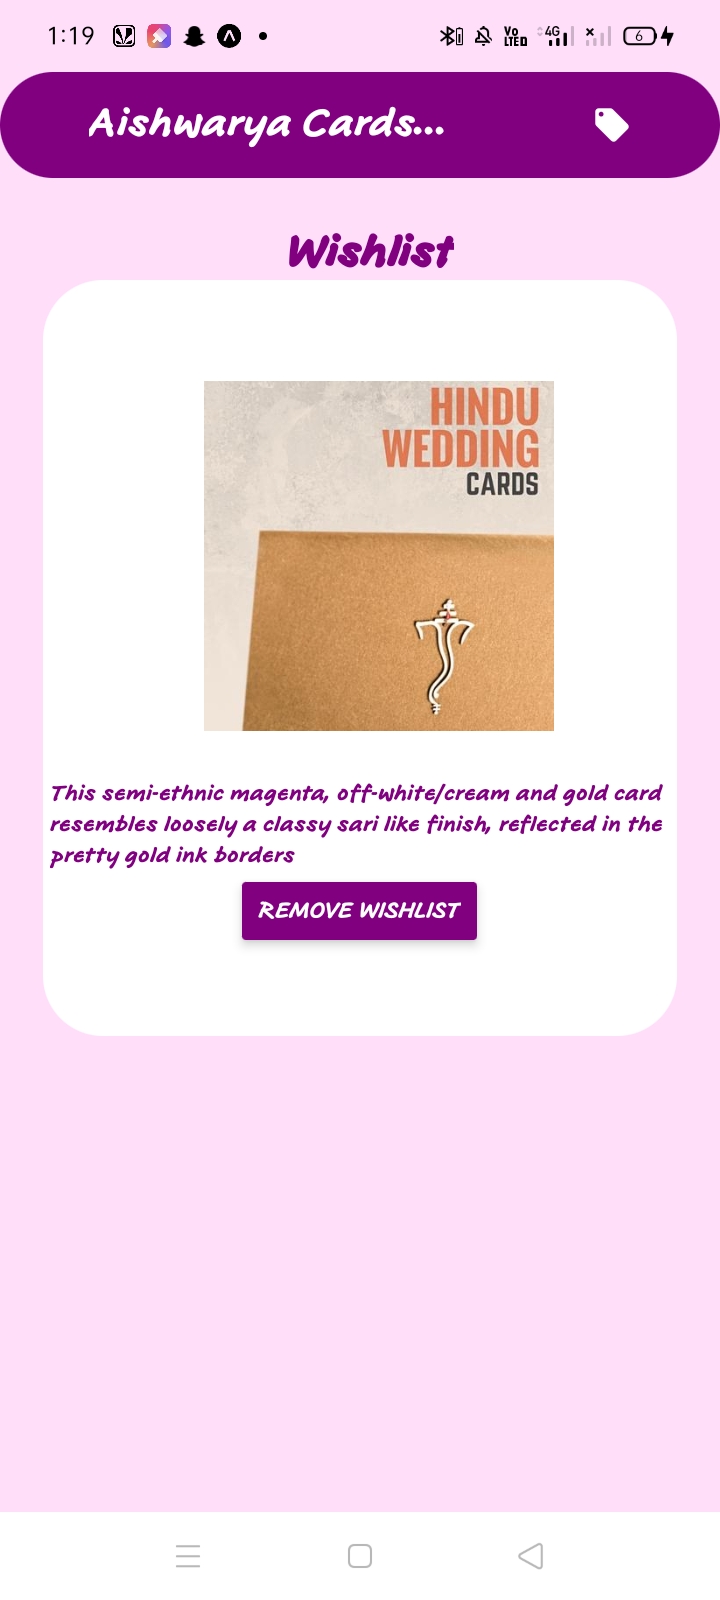 1:19
Vo
LTED
4G
x
6
Aishwarya Cards...
Wishlist
HINDU
WEDDING
CARDS
This semi-ethnic magenta, off-white/cream and gold card
resembles loosely a classy sari like finish, reflected in the
pretty gold ink borders
REMOVE WISHLIST